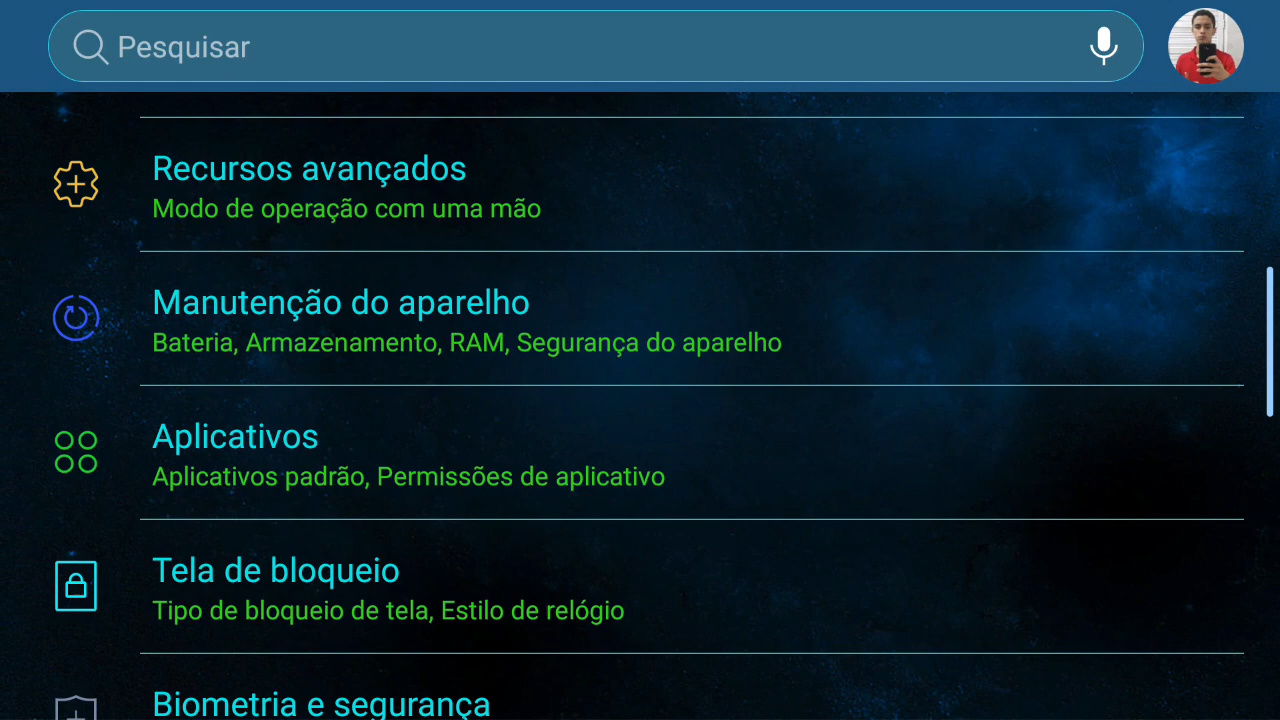 Pesquisar
Recursos avançados
Modo de operação com uma mão
Manutenção do aparelho
Bateria, Armazenamento, RAM, Segurança do aparelho
Aplicativos
Aplicativos padrão, Permissões de aplicativo
Tela de bloqueio
Tipo de bloqueio de tela, Estilo de relógio
Biometria e segurança